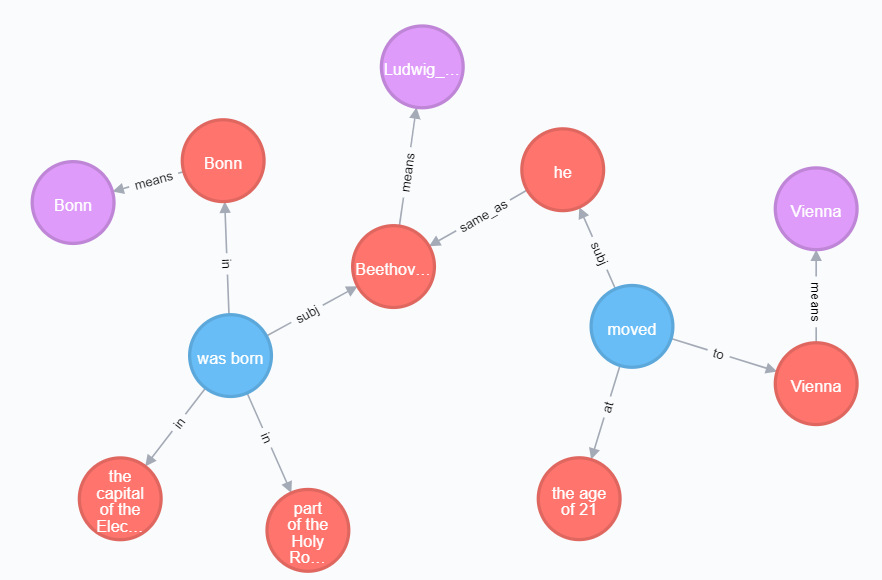 Ludwig_...
Bonn
he
means
means
Bonn
Vienna
same_as
subj
in
Beethov...
means
subj
moved
to
was born
Vienna
at
in
in
the
capital
of the
Elec...
the age
of 21
part
of the
Holy
Ro...